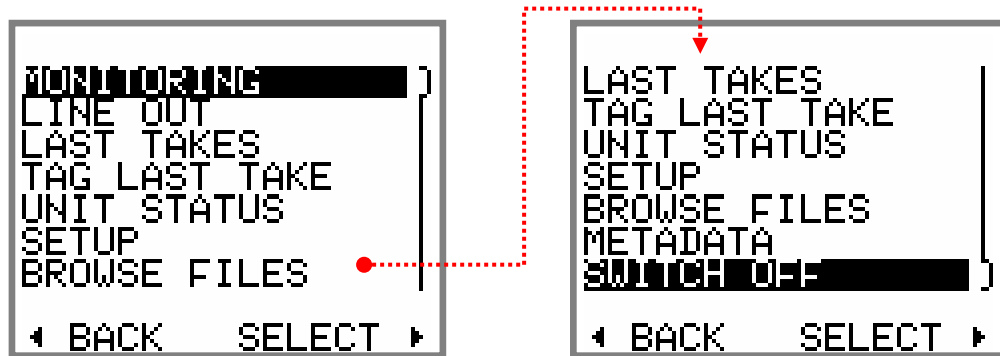 MONITORING
LINE OUT
LAST TAKES
TAG LAST TAKE
UNIT STATUS
SETUP
BROWSE FILES
BACK SELECT
LAST TAKES
TAG LAST TAKE
UNIT STATUS
SETUP
BROWSE FILES
METADATA
SWITCH OFF
BACK SELECT